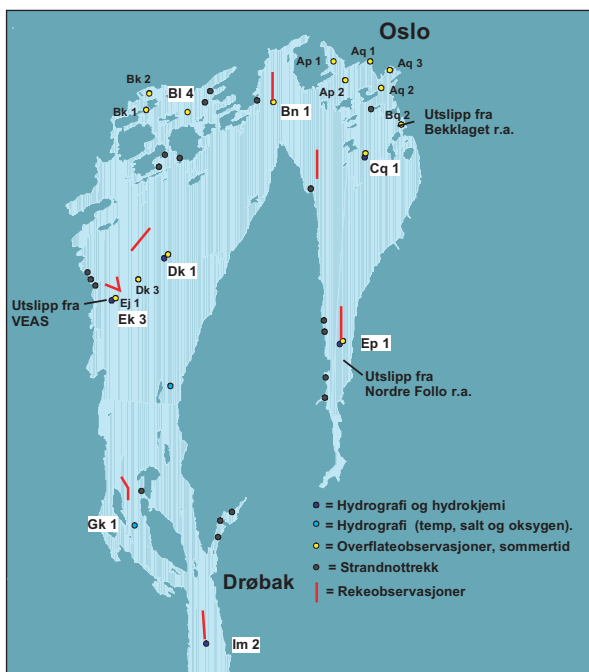 Oslo
Ap 1
Aq 1
Aq 3
Bk 2
Bl 4
Ap 2
Aq 2
Bk 1
Bn 1
Bq 2
Utslipp fra
Bekklaget r.a.
Cq 1
Dk 1
Dk 3
Ej 1
Utslipp fra
VEAS
Ek 3
Ep 1
Utslipp fra
Nordre Follo r.a.
Gk 1
= Hydrografi og hydrokjemi
= Hydrografi (temp, salt og oksygen).
= Overflateobservasjoner, sommertid
= Strandnottrekk
= Rekeobservasjoner
Drøbak
Im 2